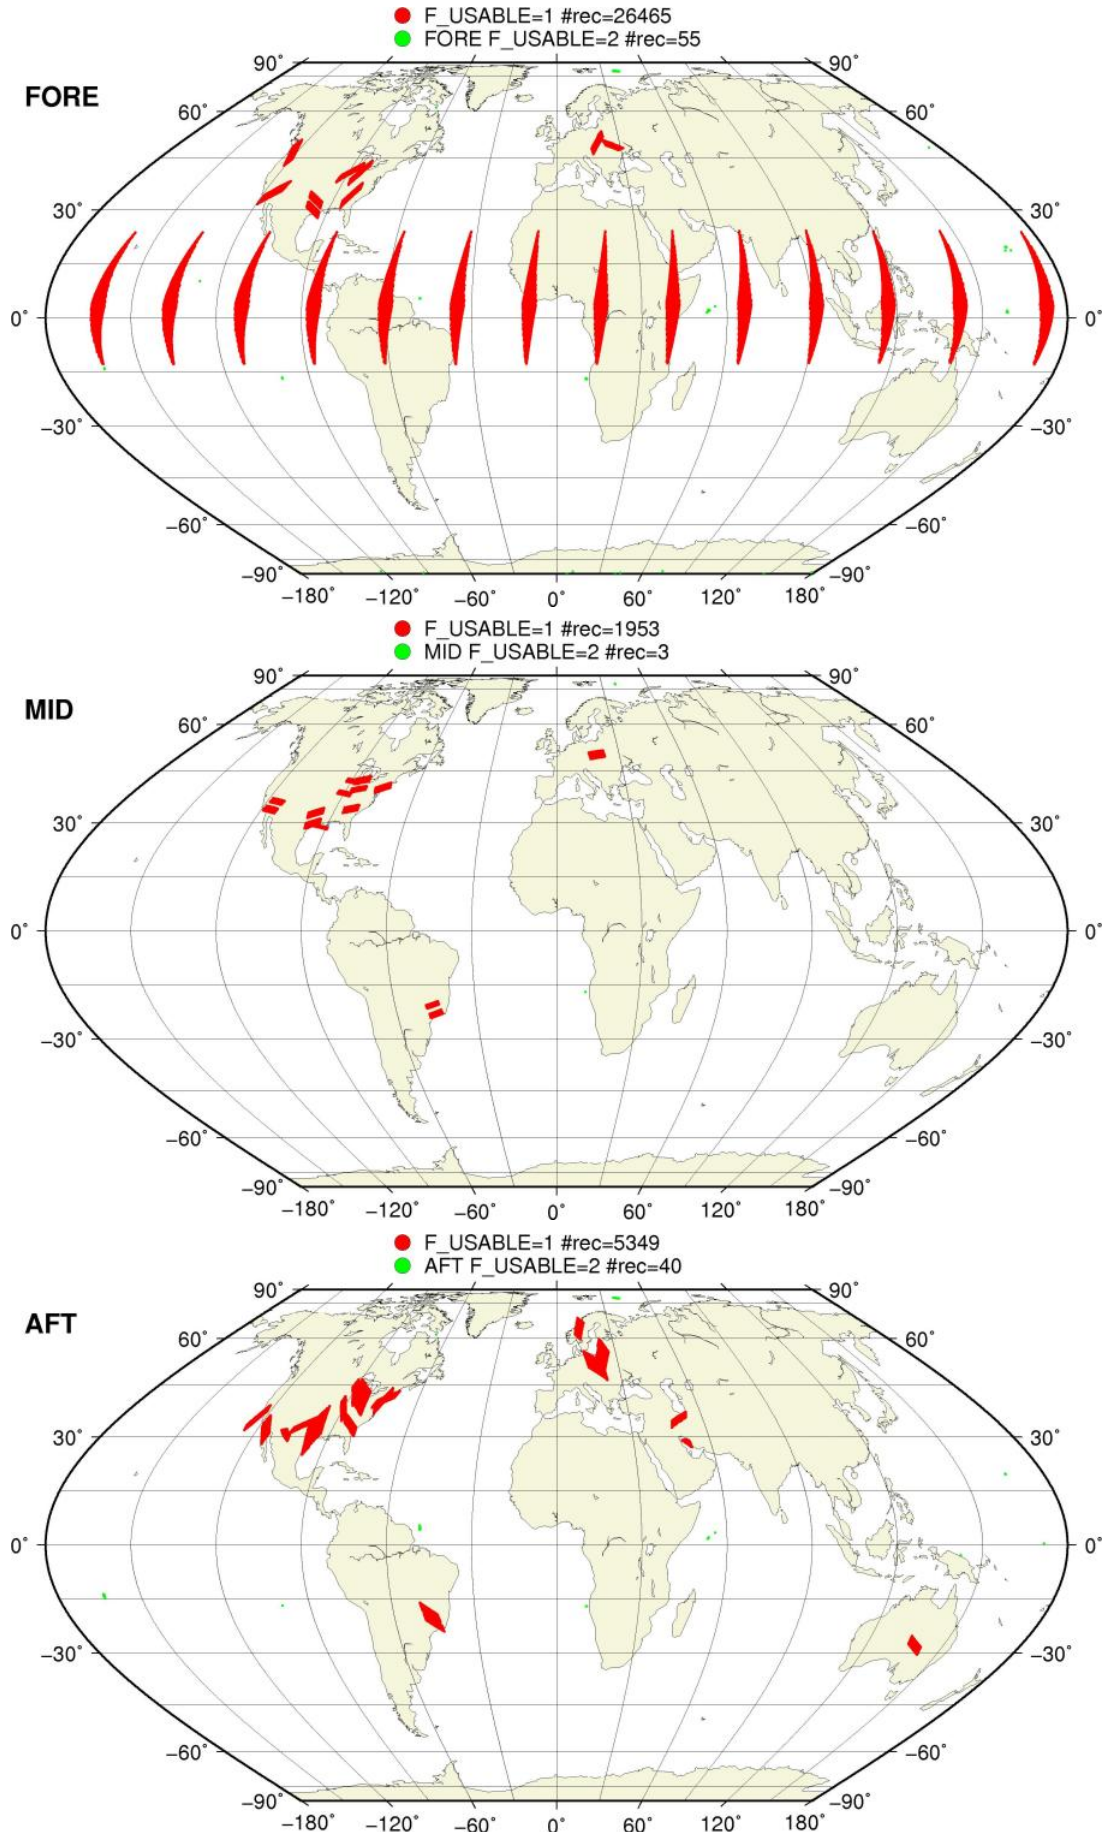 F_USABLE=1 #rec=26465
FORE F_USABLE=2 #rec=55
FORE
90° 90°
60° 60°
30° 30°
0° 0°
−30° −30°
−60° −60°
−90° −90°
−180° −120° −60° 0° 60° 120° 180°
F_USABLE=1 #rec=1953
MID F_USABLE=2 #rec=3
MID
90° 90°
60° 60°
30° 30°
0° 0°
−30° −30°
−60° −60°
−90° −90°
−180° −120° −60° 0° 60° 120° 180°
F_USABLE=1 #rec=5349
AFT F_USABLE=2 #rec=40
AFT
90° 90°
60° 60°
30° 30°
0° 0°
−30° −30°
−60° −60°
−90° −90°
−180° −120° −60° 0° 60° 120° 180°